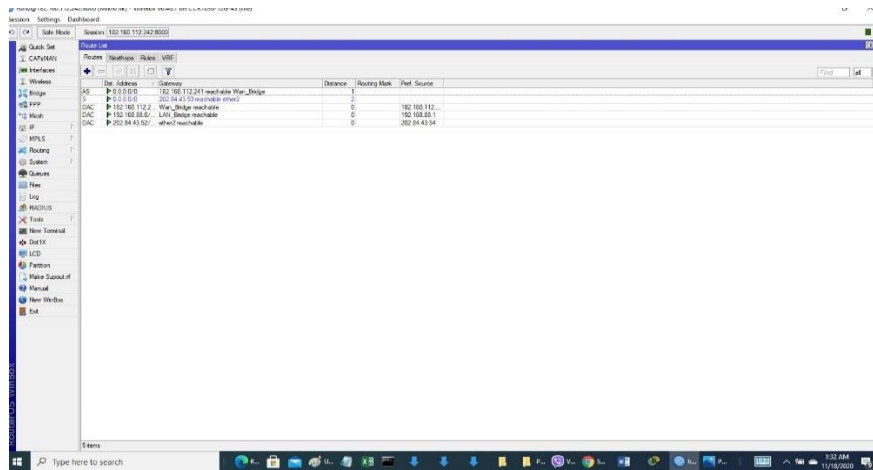 Session Settings Dashboard
Safe Mode Session: 182.160.112.242:8000
Quick Set
CAPsMAN
Interfaces
Wireless
Bridge
PPP
Mesh
IP
MPLS
Routing
System
Queues
Files
Log
RADIUS
Tools
New Terminal
Dot1X
LCD
Partition
Make Supout.rif
Manual
New WinBox
Exit
RouterOS WinBox
Route List
Routes Nexthops Rules VRF
Find all
Dst. Address Gateway Distance Routing Mark Pref. Source
AS 0.0.0.0/0 182.160.112.241 reachable Wan_Bridge 1
S 0.0.0.0/0 202.84.43.53 reachable ether2 2
DAC 182.160.112.2... Wan_Bridge reachable 0 182.160.112...
DAC 192.168.88.0/... LAN_Bridge reachable 0 192.168.88.1
DAC 202.84.43.52/... ether2 reachable 0 202.84.43.54
5 items
Type here to search
1:32 AM
11/18/2020